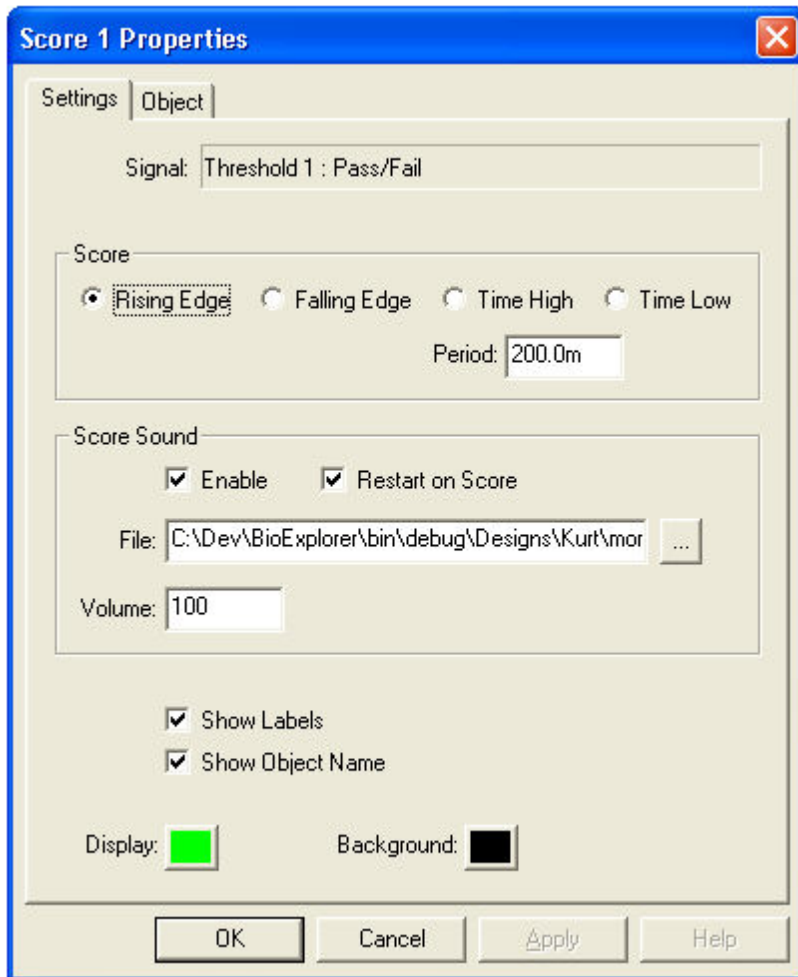 Score 1 Properties
Settings Object
Signal: Threshold 1 : Pass/Fail
Score
Rising Edge Falling Edge Time High Time Low
Period: 200.0m
Score Sound
Enable Restart on Score
File: C:\Dev\BioExplorer\bin\debug\Designs\Kurt\mor ...
Volume: 100
Show Labels
Show Object Name
Display: Background:
OK Cancel Apply Help